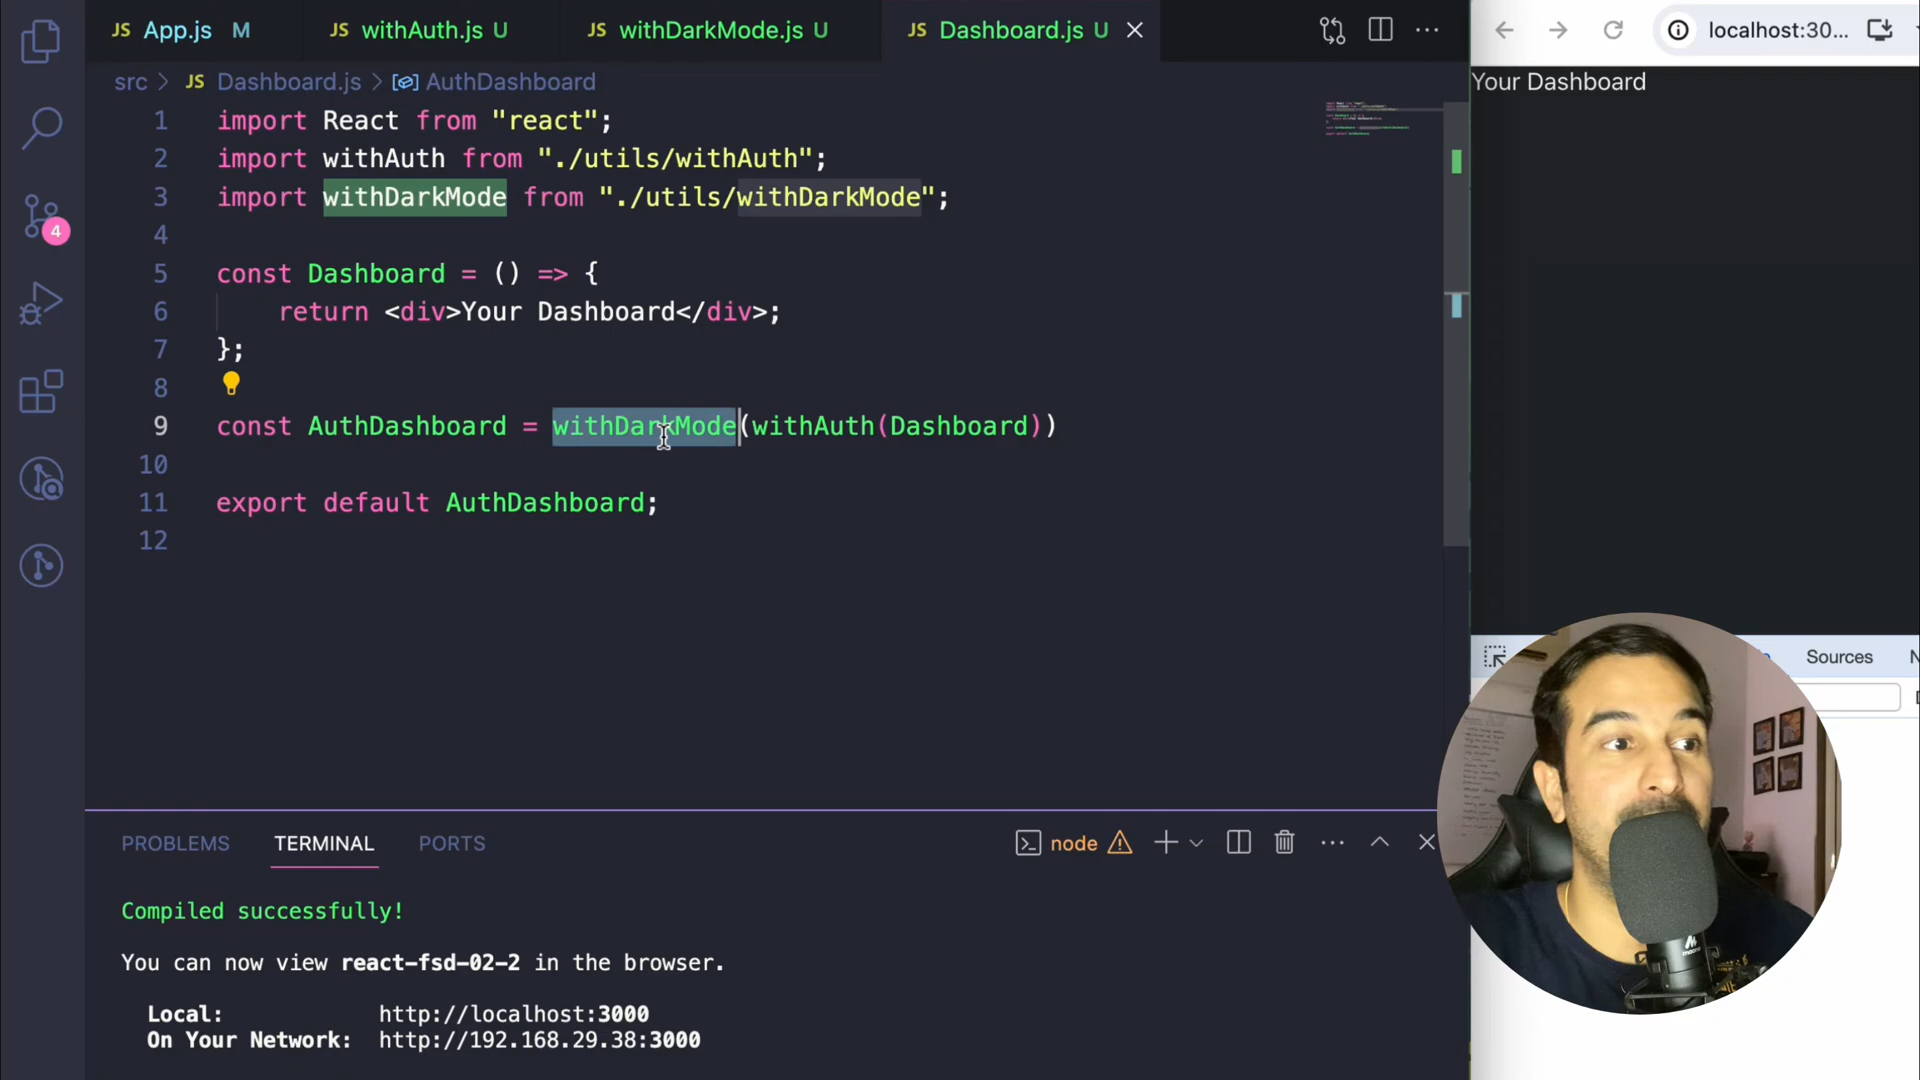 JS App.js M JS withAuth.js U JS withDarkMode.js U JS Dashboard.js U
localhost:30...
src > JS Dashboard.js > AuthDashboard
Your Dashboard
1 import React from "react";
2 import withAuth from "./utils/withAuth";
3 import withDarkMode from "./utils/withDarkMode";
4
5 const Dashboard = () => {
6 return <div>Your Dashboard</div>;
7 };
8
9 const AuthDashboard = withDarkMode(withAuth(Dashboard))
10
11 export default AuthDashboard;
12
4
Sources
PROBLEMS TERMINAL PORTS
node
Compiled successfully!
You can now view react-fsd-02-2 in the browser.
Local: http://localhost:3000
On Your Network: http://192.168.29.38:3000